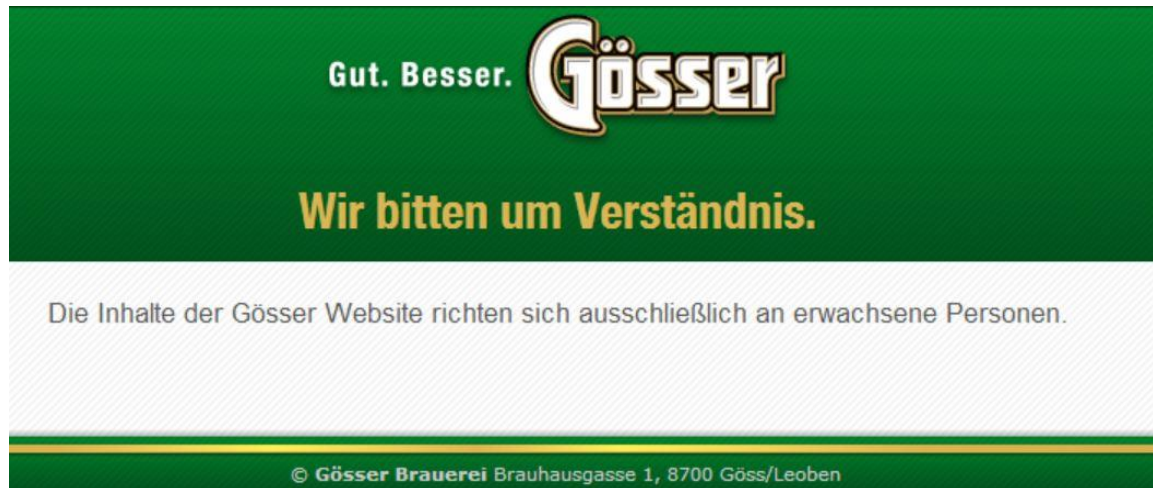 Gut. Besser. Gösser
Wir bitten um Verständnis.
Die Inhalte der Gösser Website richten sich ausschließlich an erwachsene Personen.
© Gösser Brauerei Brauhausgasse 1, 8700 Göss/Leoben